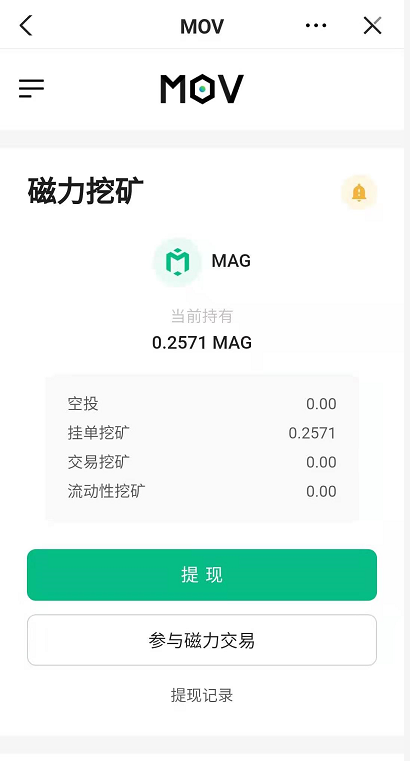 MOV
MOV
磁力挖矿
MAG
当前持有
0.2571 MAG
空投 0.00
挂单挖矿 0.2571
交易挖矿 0.00
流动性挖矿 0.00
提现
参与磁力交易
提现记录